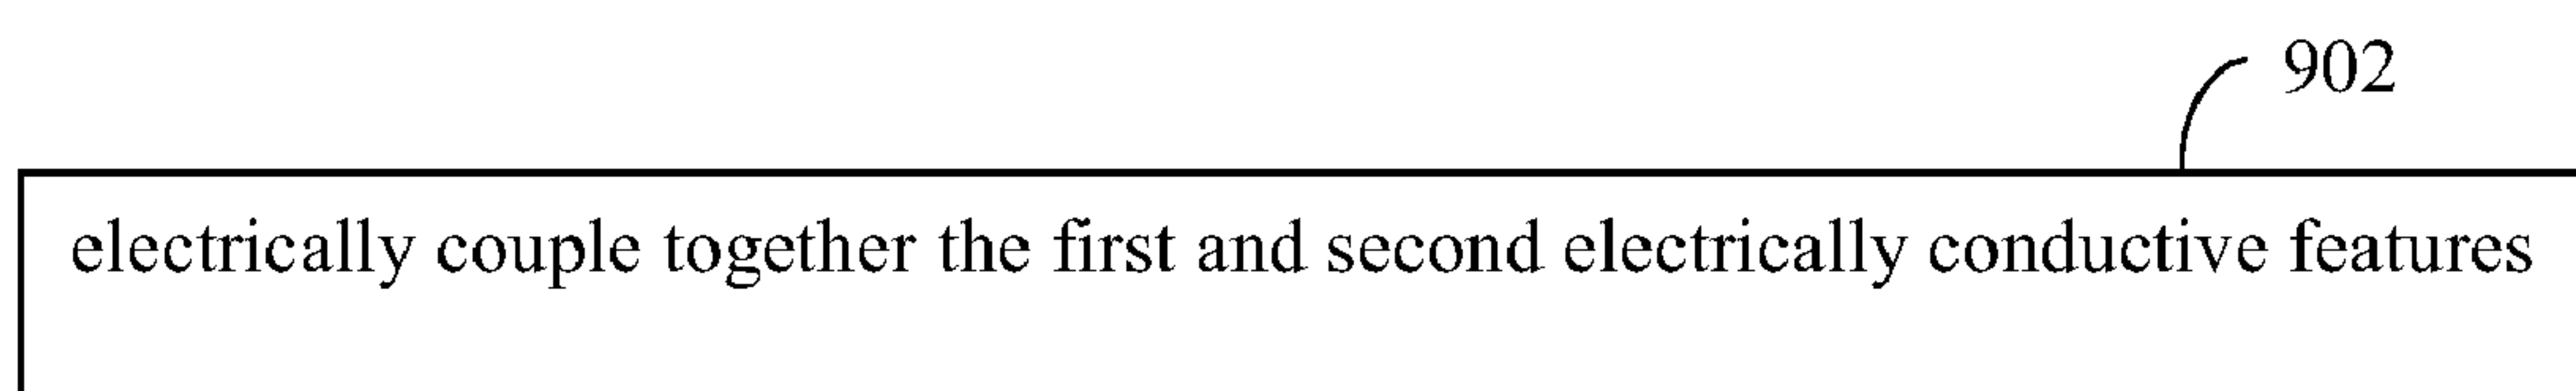 902
electrically couple together the first and second electrically conductive features